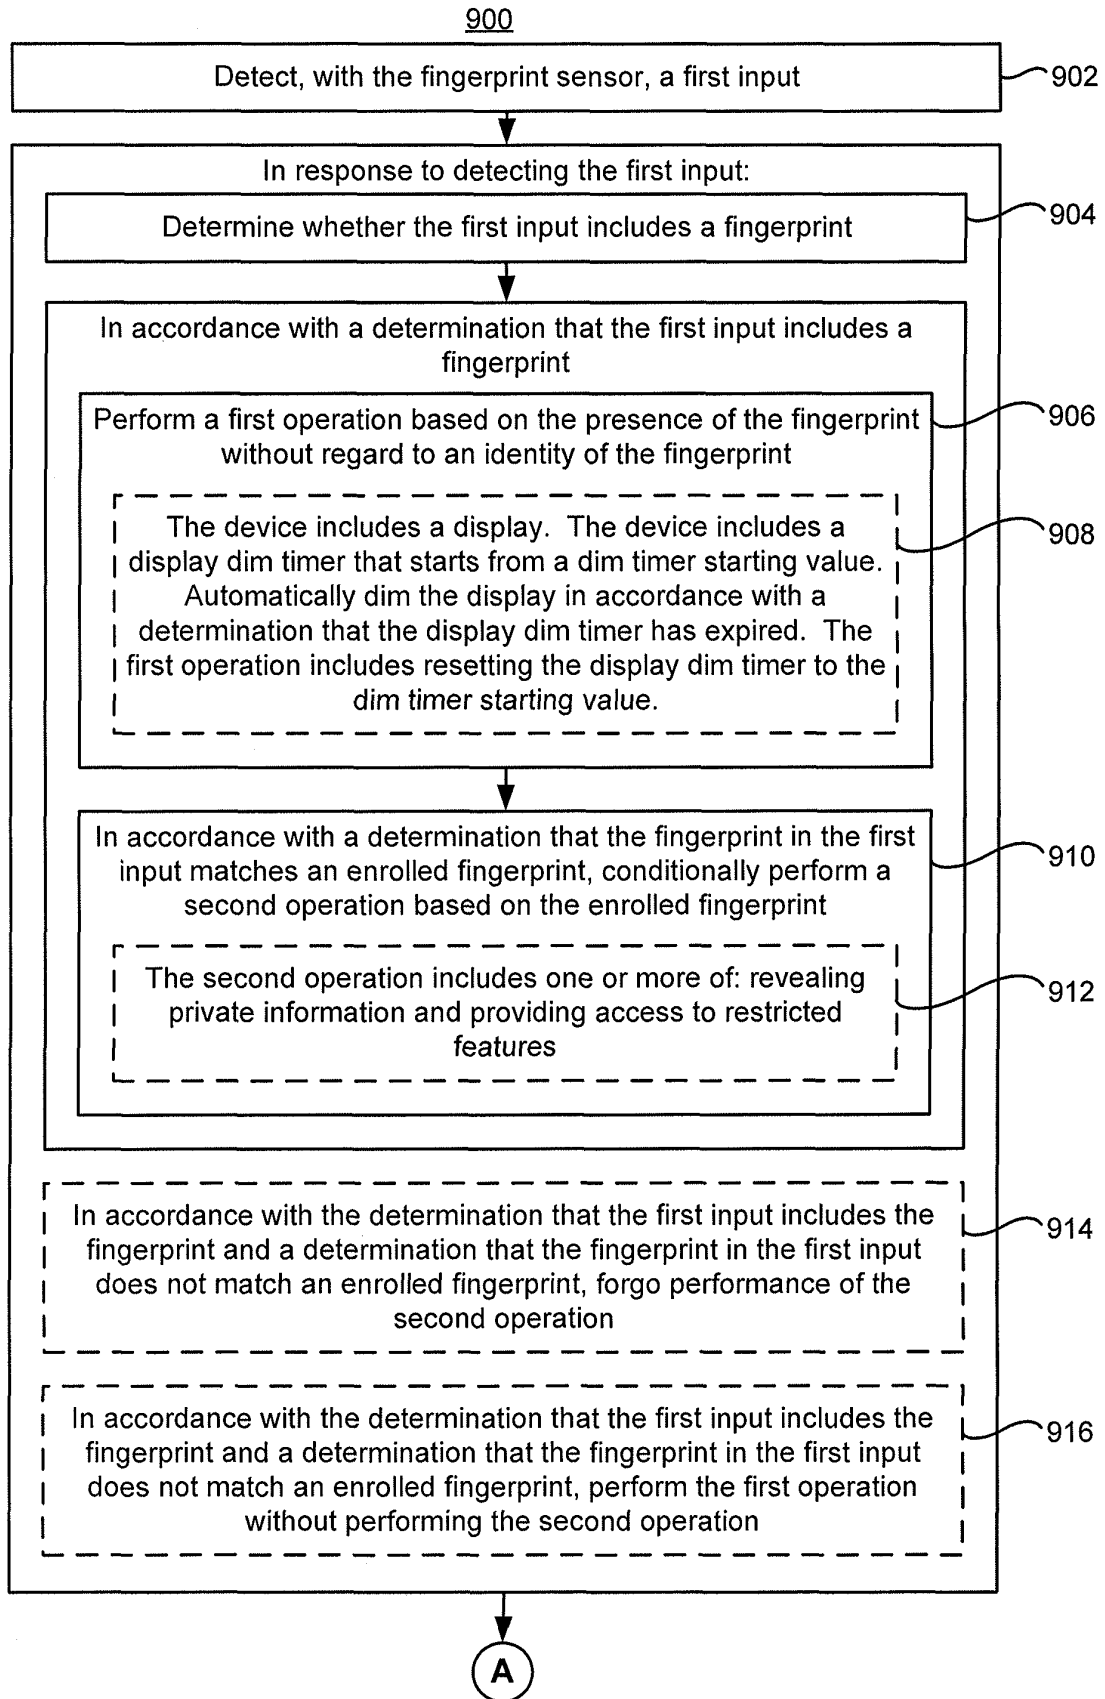 900
Detect, with the fingerprint sensor, a first input
902
In response to detecting the first input:
Determine whether the first input includes a fingerprint
904
In accordance with a determination that the first input includes a
fingerprint
Perform a first operation based on the presence of the fingerprint
without regard to an identity of the fingerprint
906
The device includes a display.  The device includes a
display dim timer that starts from a dim timer starting value.
Automatically dim the display in accordance with a
determination that the display dim timer has expired.  The
first operation includes resetting the display dim timer to the
dim timer starting value.
908
In accordance with a determination that the fingerprint in the first
input matches an enrolled fingerprint, conditionally perform a
second operation based on the enrolled fingerprint
910
The second operation includes one or more of: revealing
private information and providing access to restricted
features
912
In accordance with the determination that the first input includes the
fingerprint and a determination that the fingerprint in the first input
does not match an enrolled fingerprint, forgo performance of the
second operation
914
In accordance with the determination that the first input includes the
fingerprint and a determination that the fingerprint in the first input
does not match an enrolled fingerprint, perform the first operation
without performing the second operation
916
A